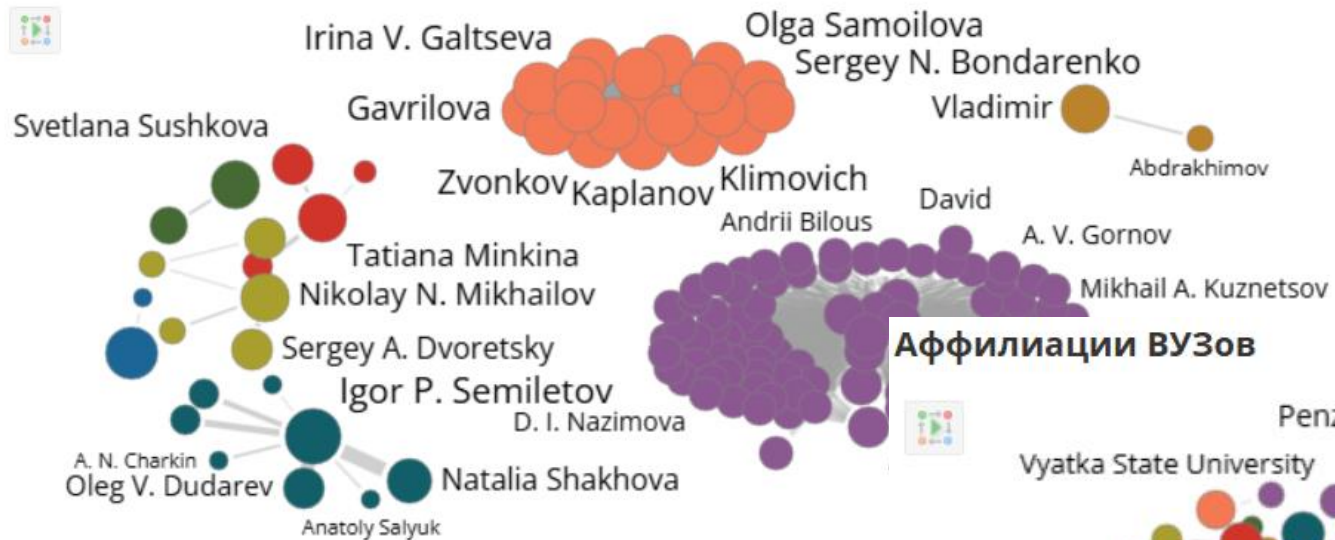 Irina V. Galtseva
Olga Samoilova
Sergey N. Bondarenko
Gavrilova
Vladimir
Svetlana Sushkova
Abdrakhimov
Zvonkov
Kaplanov
Klimovich
Andrii Bilous
David
A. V. Gornov
Tatiana Minkina
Nikolay N. Mikhailov
Mikhail A. Kuznetsov
Sergey A. Dvoretsky
Аффилиации ВУЗов
Igor P. Semiletov
D. I. Nazimova
Penz
A. N. Charkin
Vyatka State University
Oleg V. Dudarev
Natalia Shakhova
Anatoly Salyuk